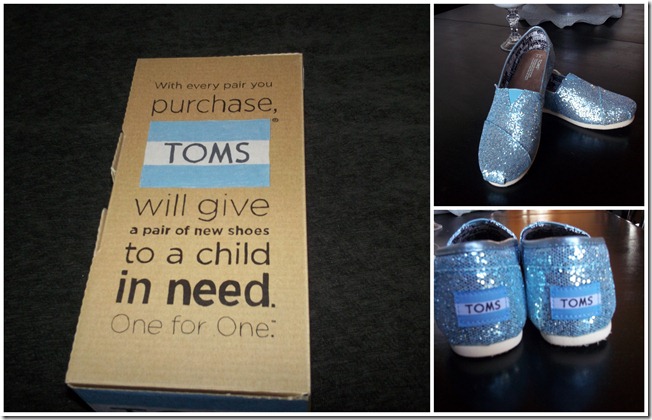 With every pair you
purchase,
TOMS
®
will give
a pair of new shoes
to a child
in need.
One for One.™
TOMS
TOMS